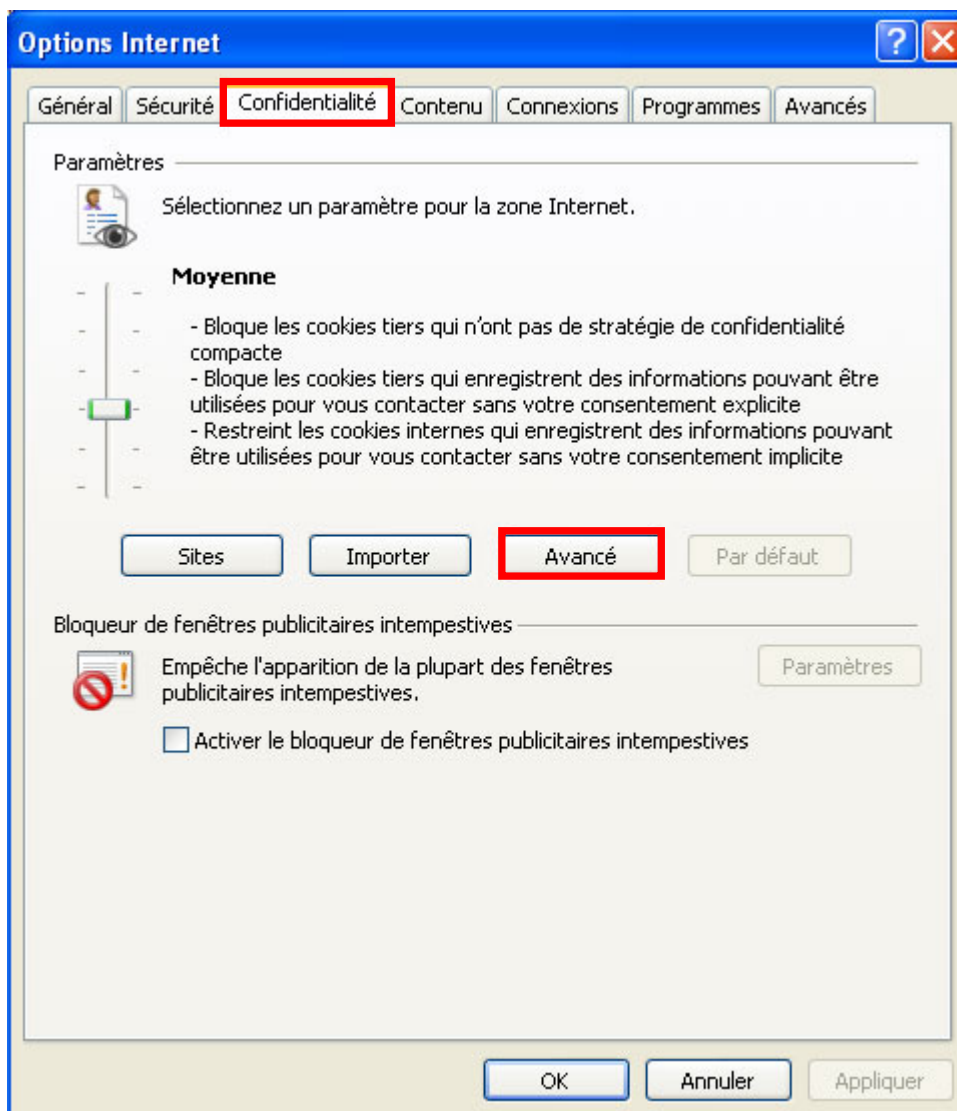 Options Internet
Général Sécurité Confidentialité Contenu Connexions Programmes Avancés
Paramètres
Sélectionnez un paramètre pour la zone Internet.
Moyenne
- Bloque les cookies tiers qui n'ont pas de stratégie de confidentialité
compacte
- Bloque les cookies tiers qui enregistrent des informations pouvant être
utilisées pour vous contacter sans votre consentement explicite
- Restreint les cookies internes qui enregistrent des informations pouvant
être utilisées pour vous contacter sans votre consentement implicite
Sites Importer Avancé Par défaut
Bloqueur de fenêtres publicitaires intempestives
Empêche l'apparition de la plupart des fenêtres
publicitaires intempestives.
Paramètres
Activer le bloqueur de fenêtres publicitaires intempestives
OK Annuler Appliquer